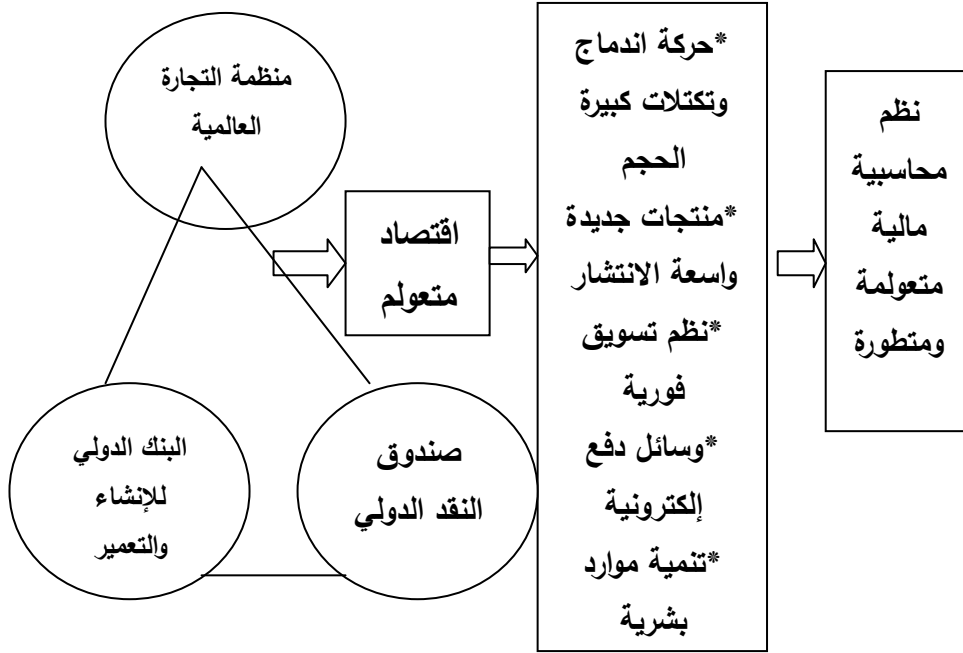 منظمة التجارة
العالمية
البنك الدولي
للإنشاء
والتعمير
صندوق
النقد الدولي
اقتصاد
متعولم
*حركة اندماج
وتكتلات كبيرة
الحجم
*منتجات جديدة
واسعة الانتشار
*نظم تسويق
فورية
*وسائل دفع
إلكترونية
*تنمية موارد
بشرية
نظم
محاسبية
مالية
متعولمة
ومتطورة